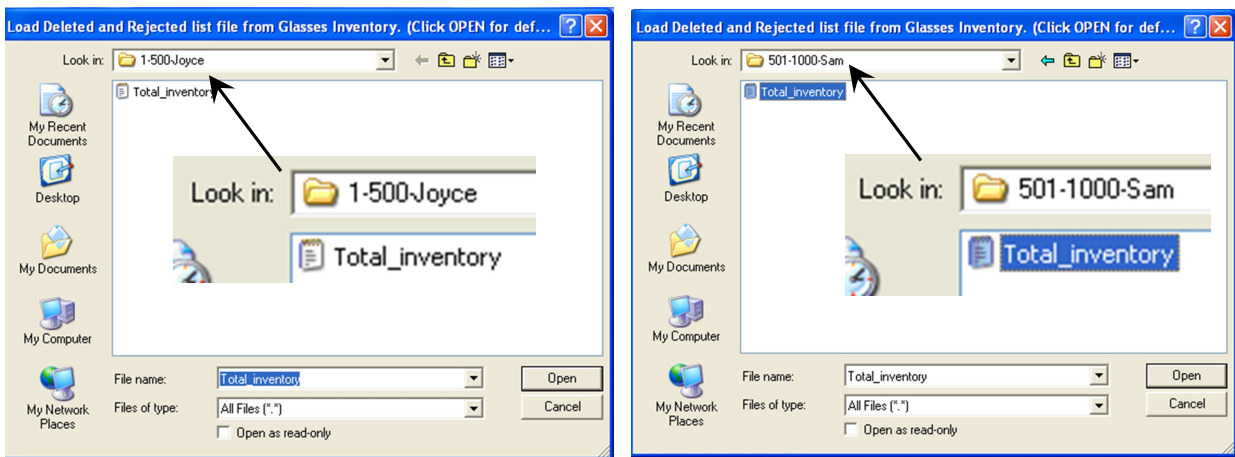 Load Deleted and Rejected list file from Glasses Inventory. (Click OPEN for def...
Look in:
1-500-Joyce
Total_inventory
My Recent
Documents
Desktop
My Documents
My Computer
My Network
Places
Look in:
1-500-Joyce
Total_inventory
File name:
Total_inventory
Open
Files of type:
All Files (*.*)
Cancel
Open as read-only
Load Deleted and Rejected list file from Glasses Inventory. (Click OPEN for def...
Look in:
501-1000-Sam
Total_inventory
My Recent
Documents
Desktop
My Documents
My Computer
My Network
Places
Look in:
501-1000-Sam
Total_inventory
File name:
Total_inventory
Open
Files of type:
All Files (*.*)
Cancel
Open as read-only